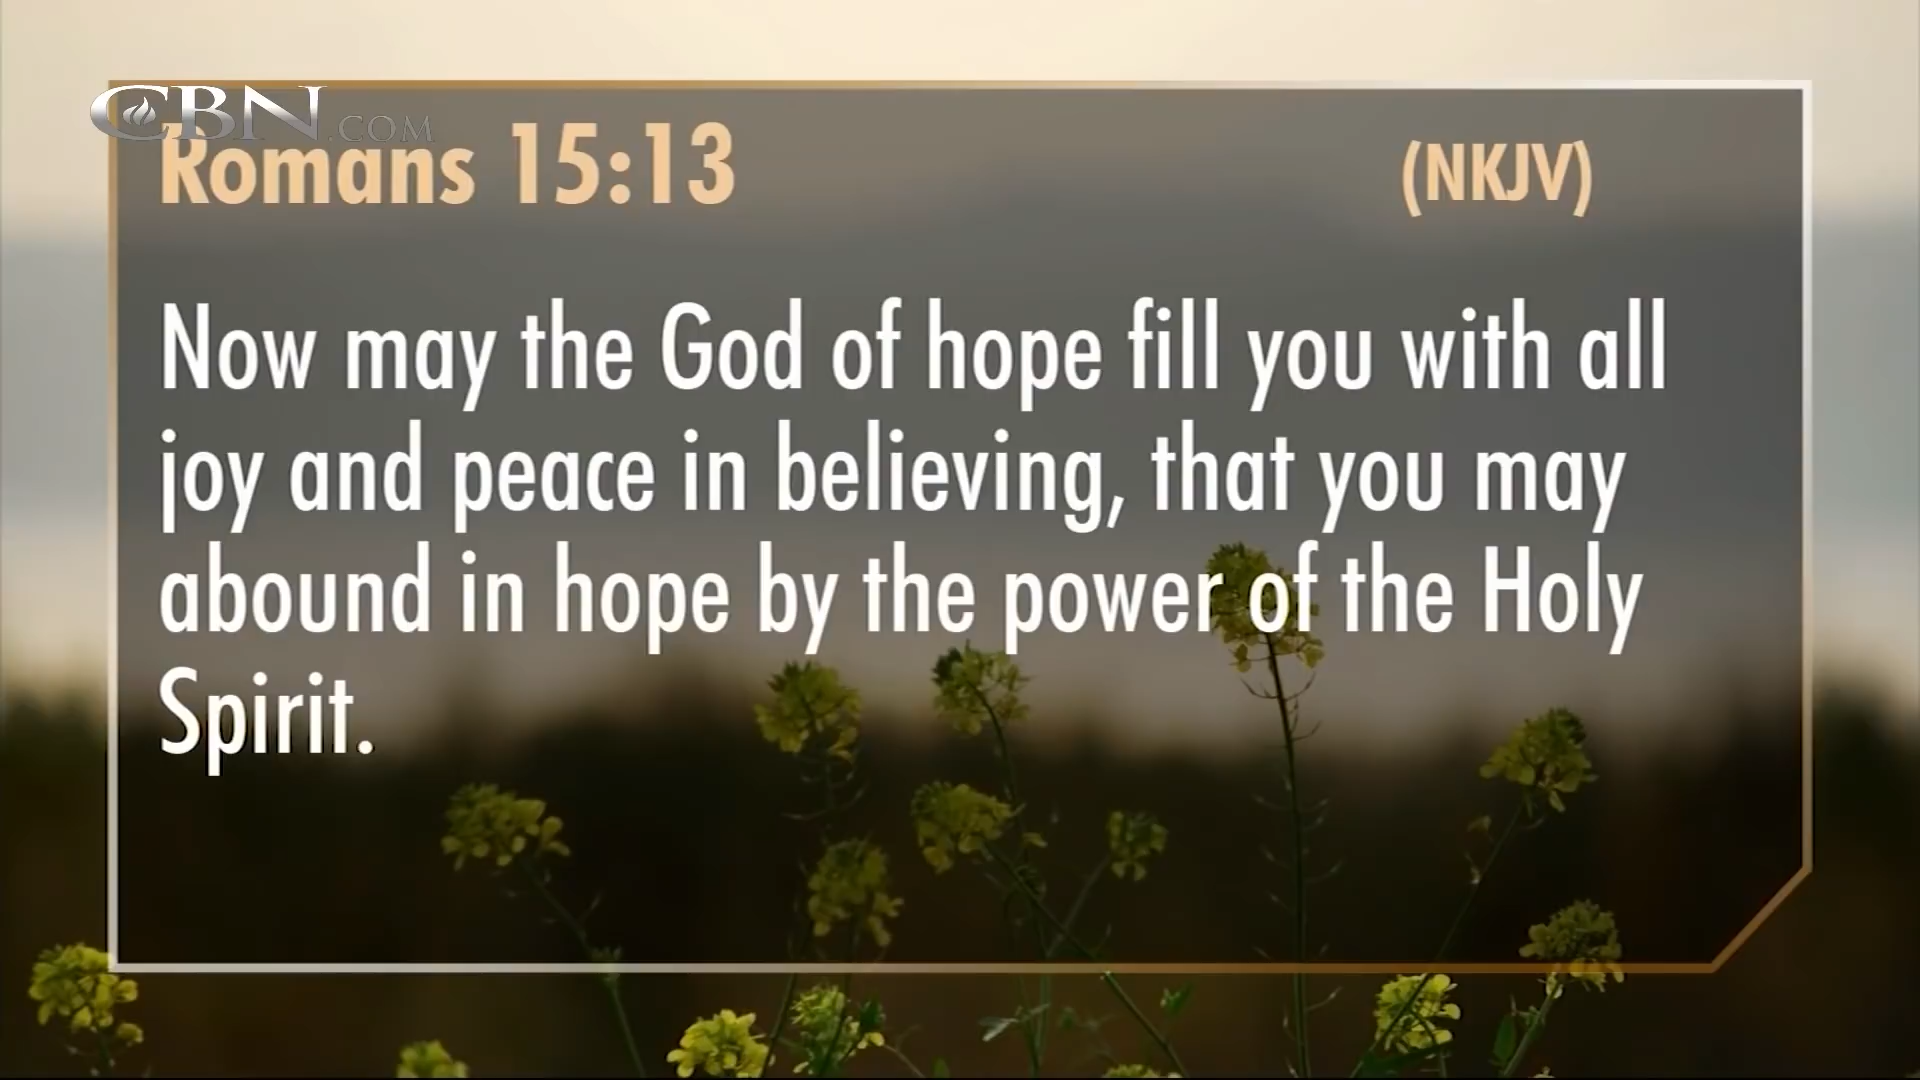 CBN.COM
Romans 15:13 (NKJV)
Now may the God of hope fill you with all
joy and peace in believing, that you may
abound in hope by the power of the Holy
Spirit.